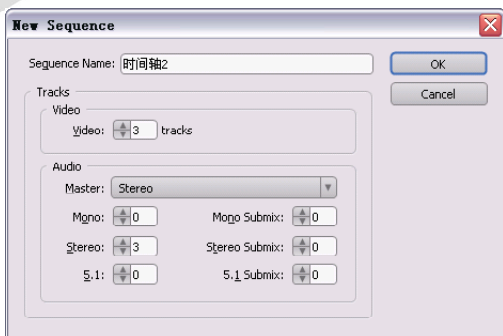 New Sequence
Sequence Name: 时间轴2
OK
Cancel
Tracks
Video
Video: 3 tracks
Audio
Master: Stereo
Mono: 0 Mono Submix: 0
Stereo: 3 Stereo Submix: 0
5.1: 0 5.1 Submix: 0